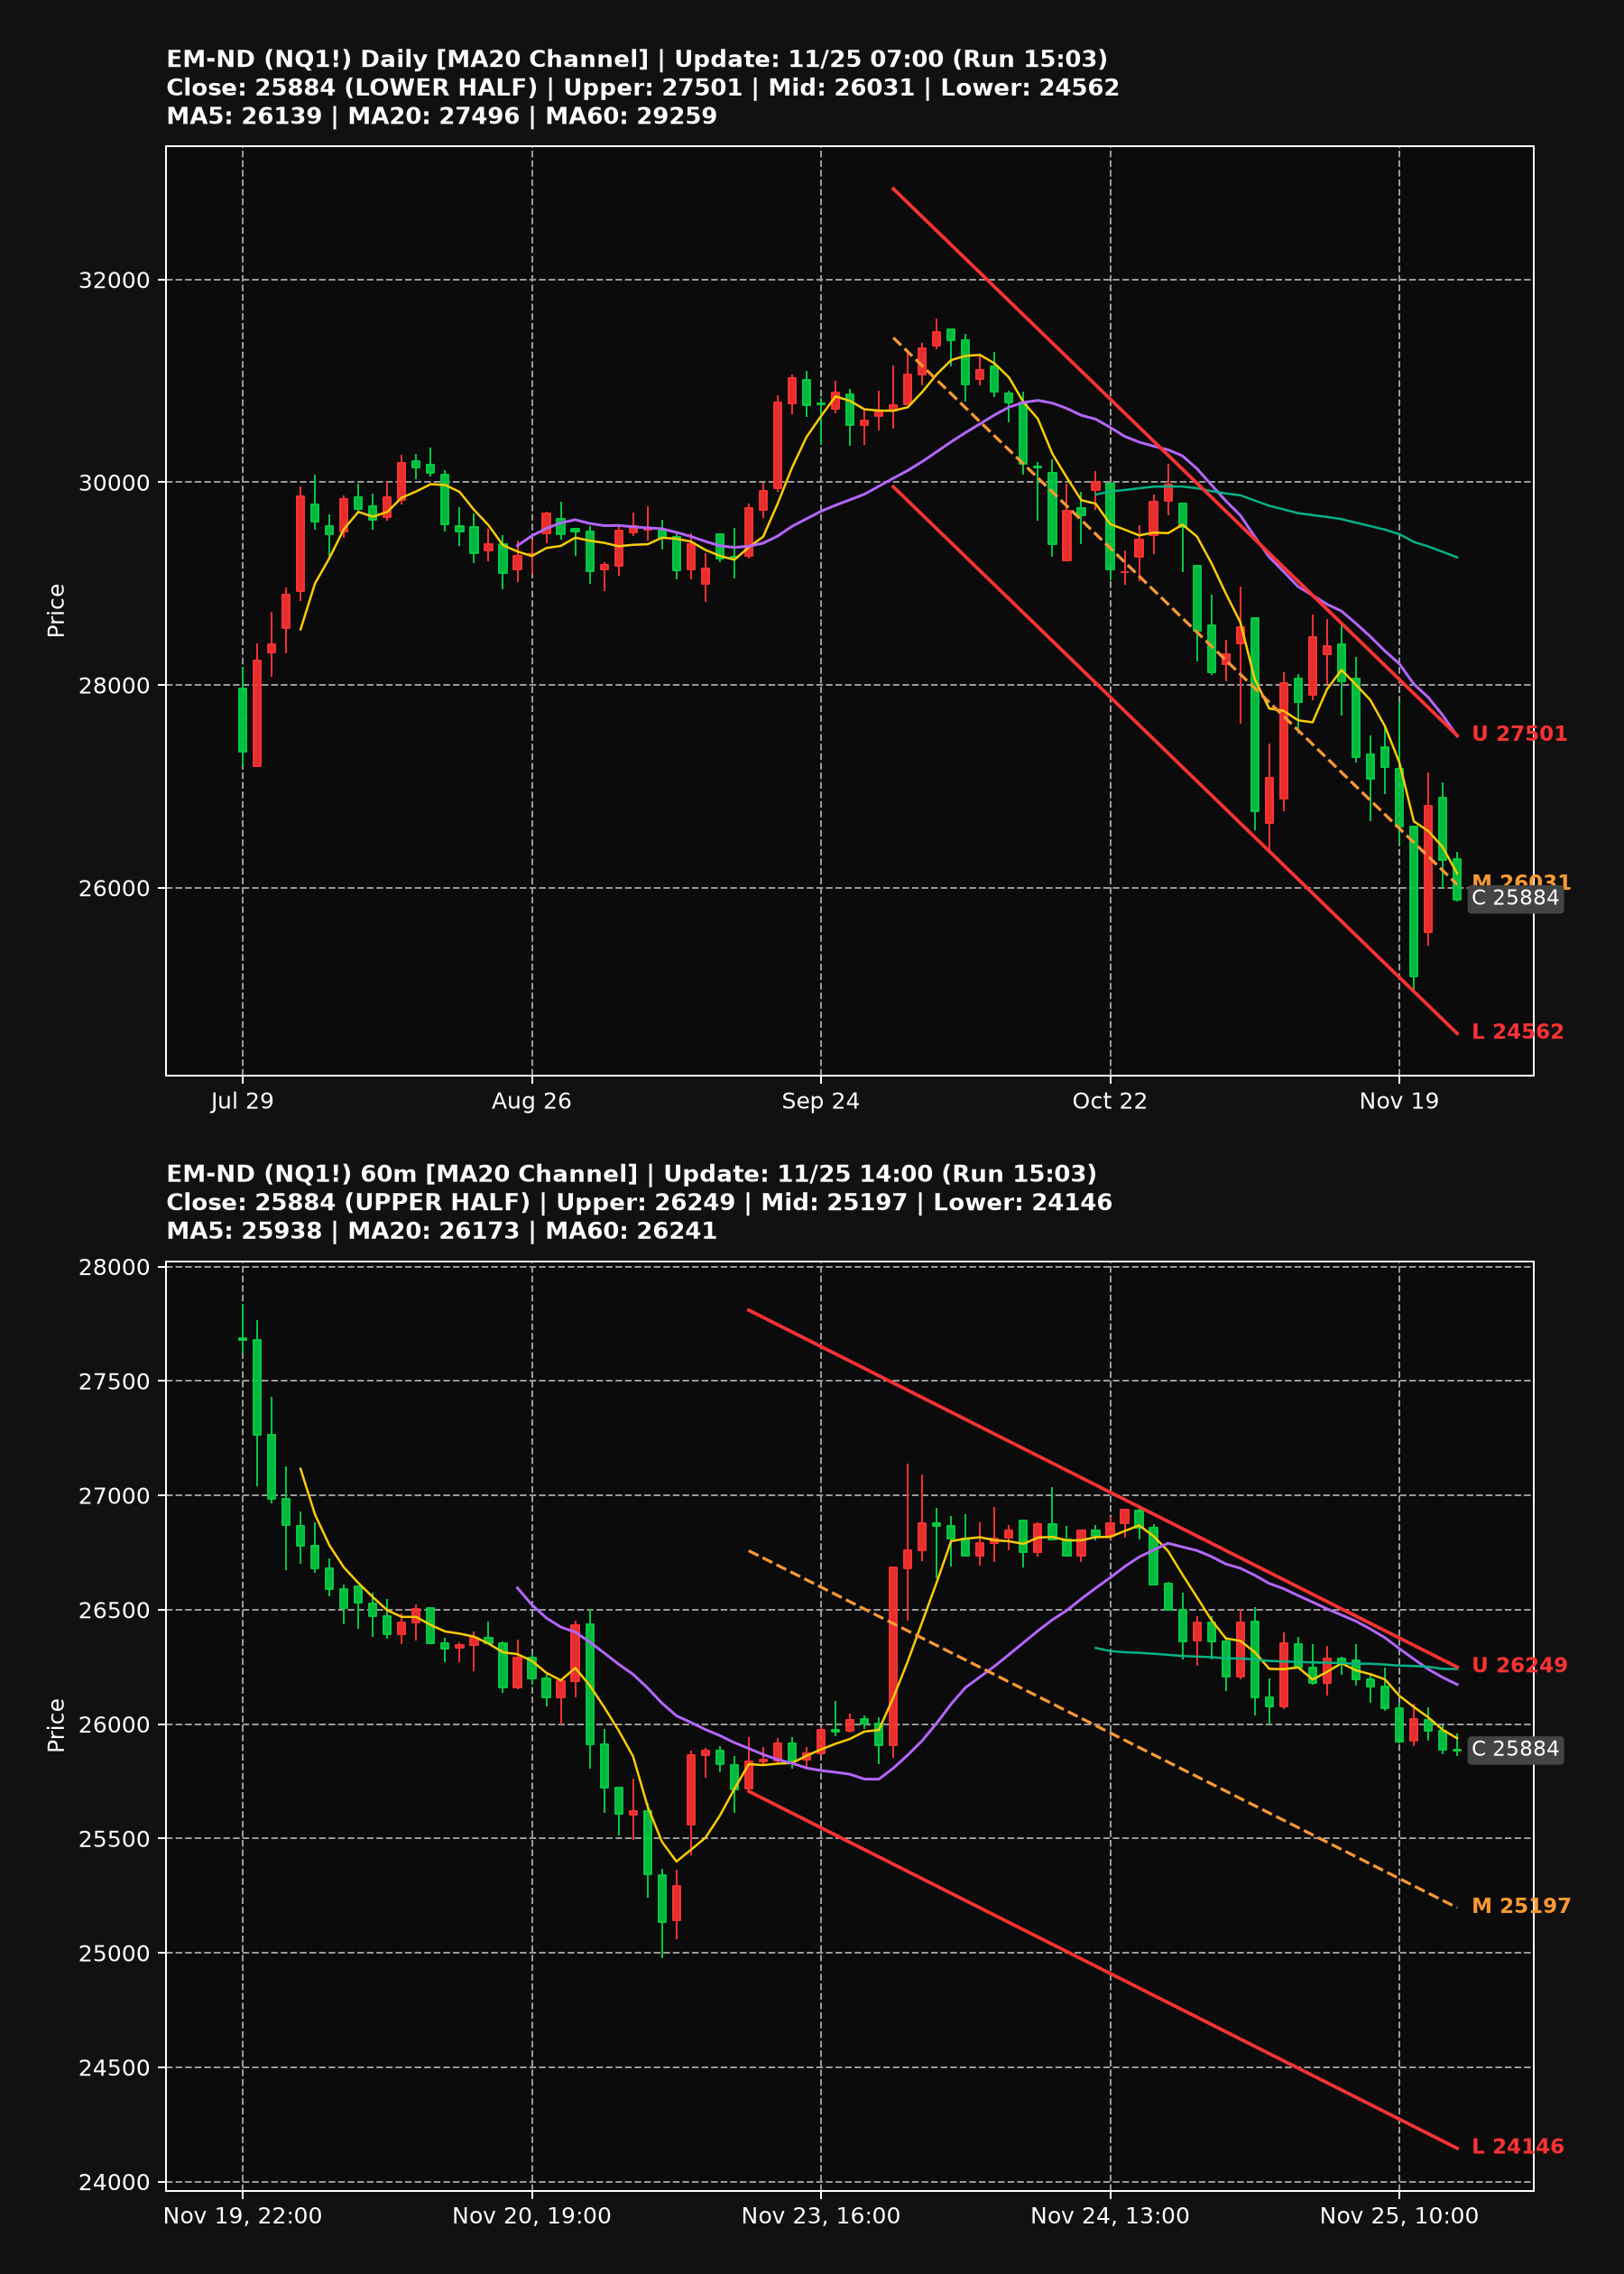 EM-ND (NQ1!) Daily [MA20 Channel] | Update: 11/25 07:00 (Run 15:03)
Close: 25884 (LOWER HALF) | Upper: 27501 | Mid: 26031 | Lower: 24562
MA5: 26139 | MA20: 27496 | MA60: 29259
32000
30000
Price
28000
U 27501
26000
M 26031
C 25884
L 24562
Jul 29
Aug 26
Sep 24
Oct 22
Nov 19
EM-ND (NQ1!) 60m [MA20 Channel] | Update: 11/25 14:00 (Run 15:03)
Close: 25884 (UPPER HALF) | Upper: 26249 | Mid: 25197 | Lower: 24146
MA5: 25938 | MA20: 26173 | MA60: 26241
28000
27500
27000
26500
U 26249
Price
26000
C 25884
25500
M 25197
25000
24500
L 24146
24000
Nov 19, 22:00
Nov 20, 19:00
Nov 23, 16:00
Nov 24, 13:00
Nov 25, 10:00